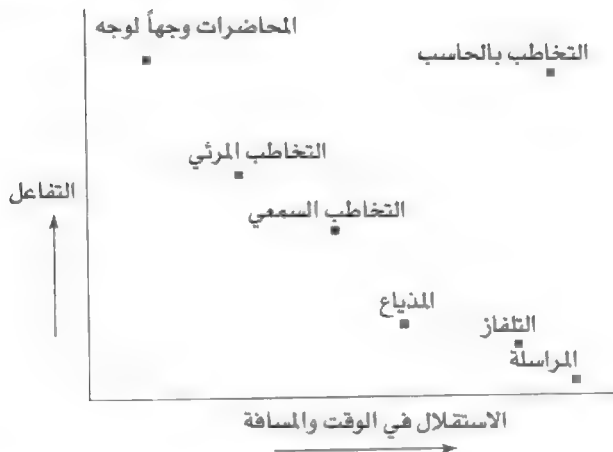 المحاضرات وجهاً لوجه
التخاطب بالحاسب
التخاطب المرئي
التفاعل
التخاطب السمعي
المذياع
التلفاز
المراسلة
الاستقلال في الوقت والمسافة